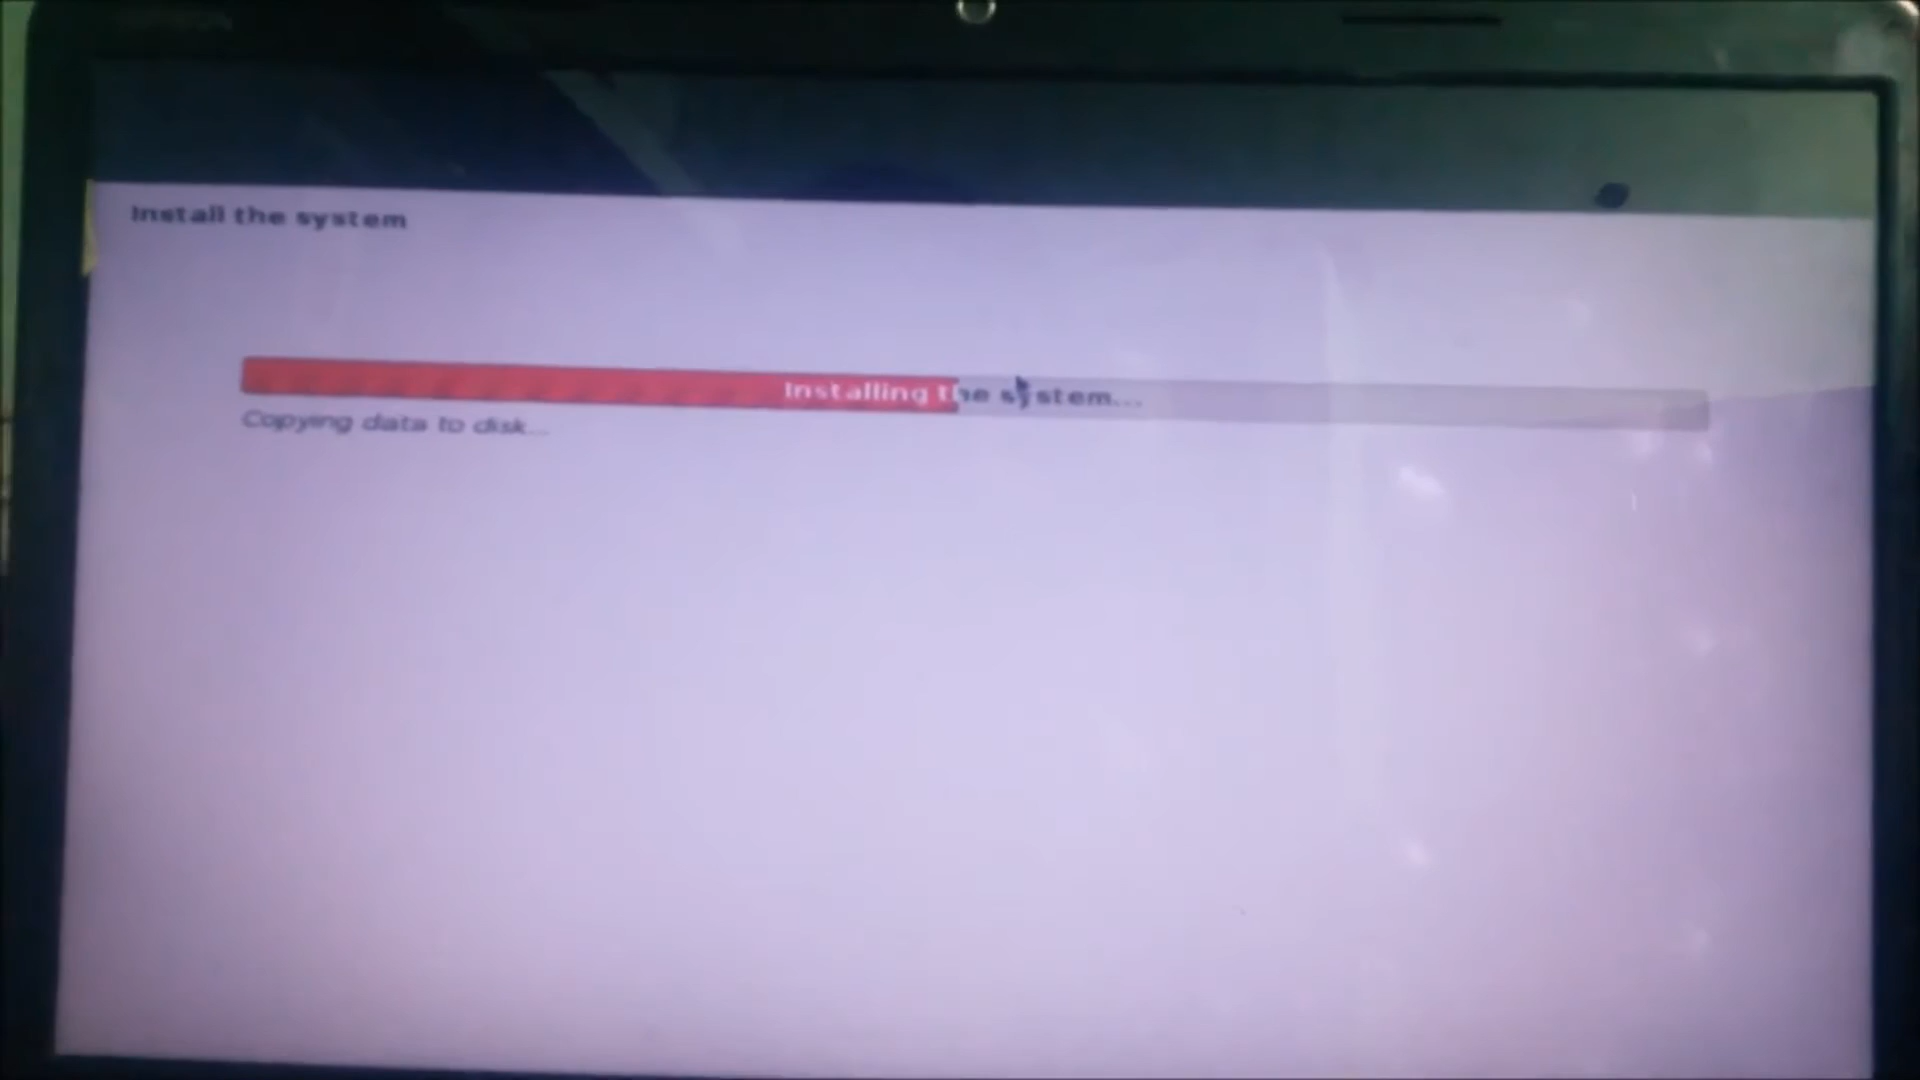 Install the system
Installing the system...
Copying data to disk...